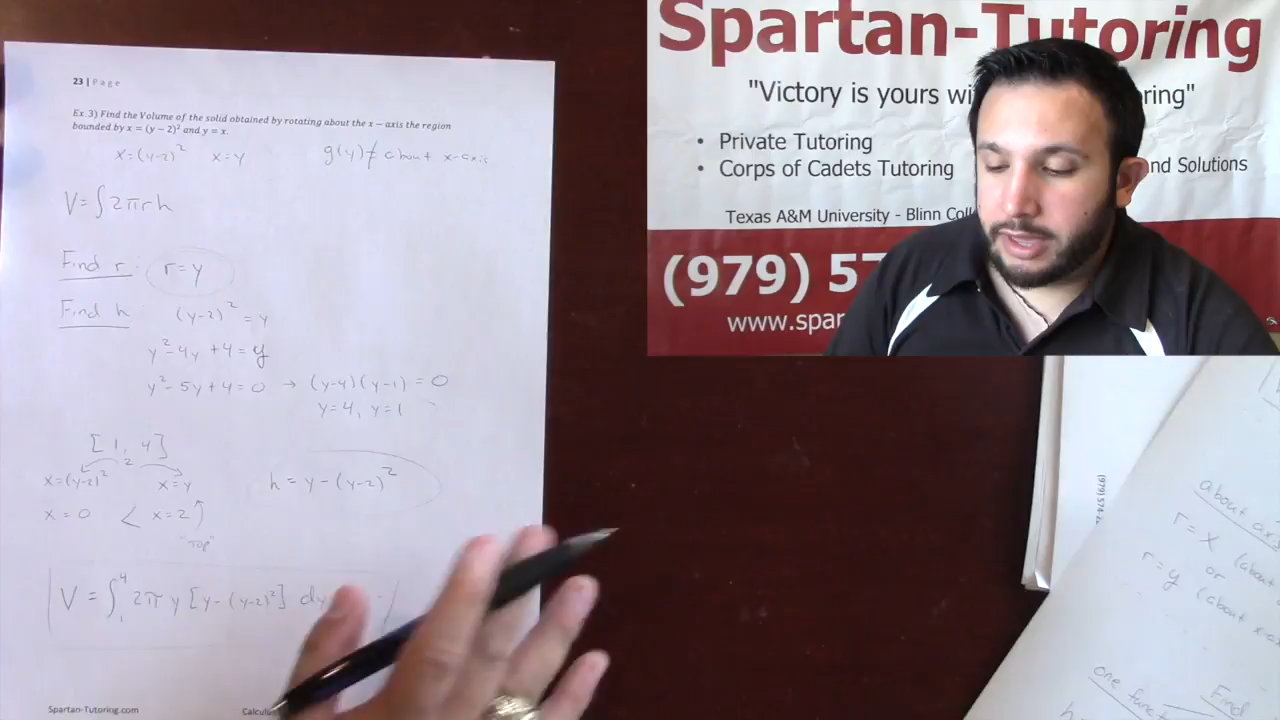 23 | Page
Ex. 3) Find the Volume of the solid obtained by rotating about the x − axis the region
bounded by x = (y − 2)² and y = x.
x=(y-2)² x=y g(y) ≠ about x-axis
V=∫2πrh
Find r: r=y
Find h (y-2)² = y
y²-4y+4=y
y²-5y+4=0 → (y-4)(y-1)=0
y=4, y=1
[1, 4]
2
x=(y-2)² x=y
h = y-(y-2)²
x=0 < x=2
"Top"
V = ∫₁⁴ 2π y [y-(y-2)²] dy
Spartan-Tutoring.com
Spartan-Tutoring
"Victory is yours wi ring"
• Private Tutoring
• Corps of Cadets Tutoring nd Solutions
Texas A&M University - Blinn Coll
(979) 57
www.spar
about axis
r = x (about
or
r = y (about x-a
Find
one func
h =